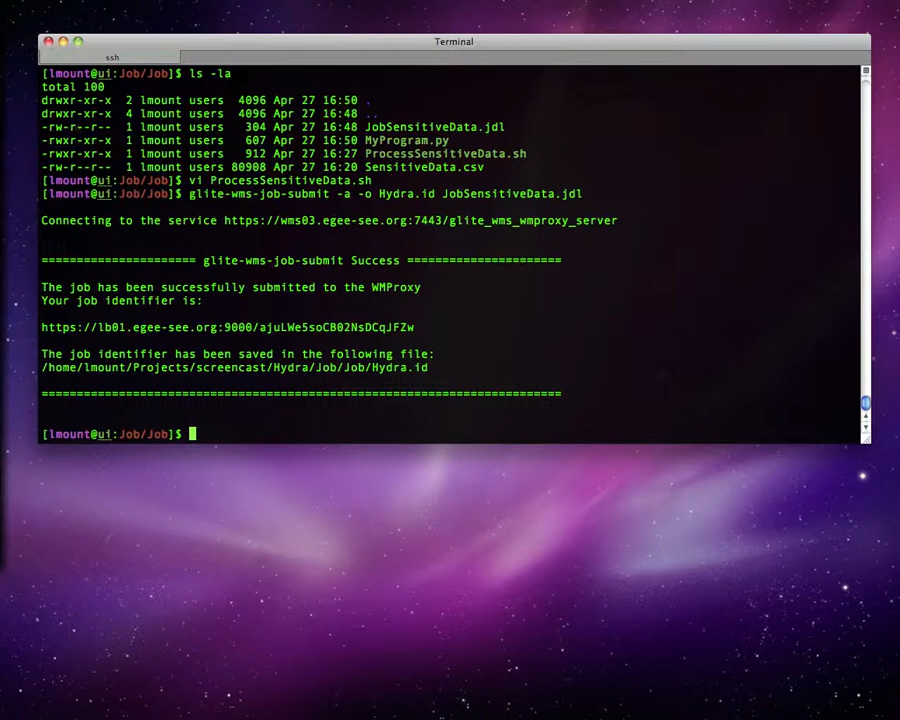 Terminal
ssh
[lmount@ui:Job/Job]$ ls -la
total 100
drwxr-xr-x  2 lmount users  4096 Apr 27 16:50 .
drwxr-xr-x  4 lmount users  4096 Apr 27 16:48 ..
-rw-r--r--  1 lmount users   304 Apr 27 16:48 JobSensitiveData.jdl
-rwxr-xr-x  1 lmount users   607 Apr 27 16:50 MyProgram.py
-rwxr-xr-x  1 lmount users   912 Apr 27 16:27 ProcessSensitiveData.sh
-rw-r--r--  1 lmount users 80908 Apr 27 16:20 SensitiveData.csv
[lmount@ui:Job/Job]$ vi ProcessSensitiveData.sh
[lmount@ui:Job/Job]$ glite-wms-job-submit -a -o Hydra.id JobSensitiveData.jdl
Connecting to the service https://wms03.egee-see.org:7443/glite_wms_wmproxy_server
====================== glite-wms-job-submit Success ======================
The job has been successfully submitted to the WMProxy
Your job identifier is:
https://lb01.egee-see.org:9000/ajuLWe5soCB02NsDCqJFZw
The job identifier has been saved in the following file:
/home/lmount/Projects/screencast/Hydra/Job/Job/Hydra.id
==========================================================================
[lmount@ui:Job/Job]$